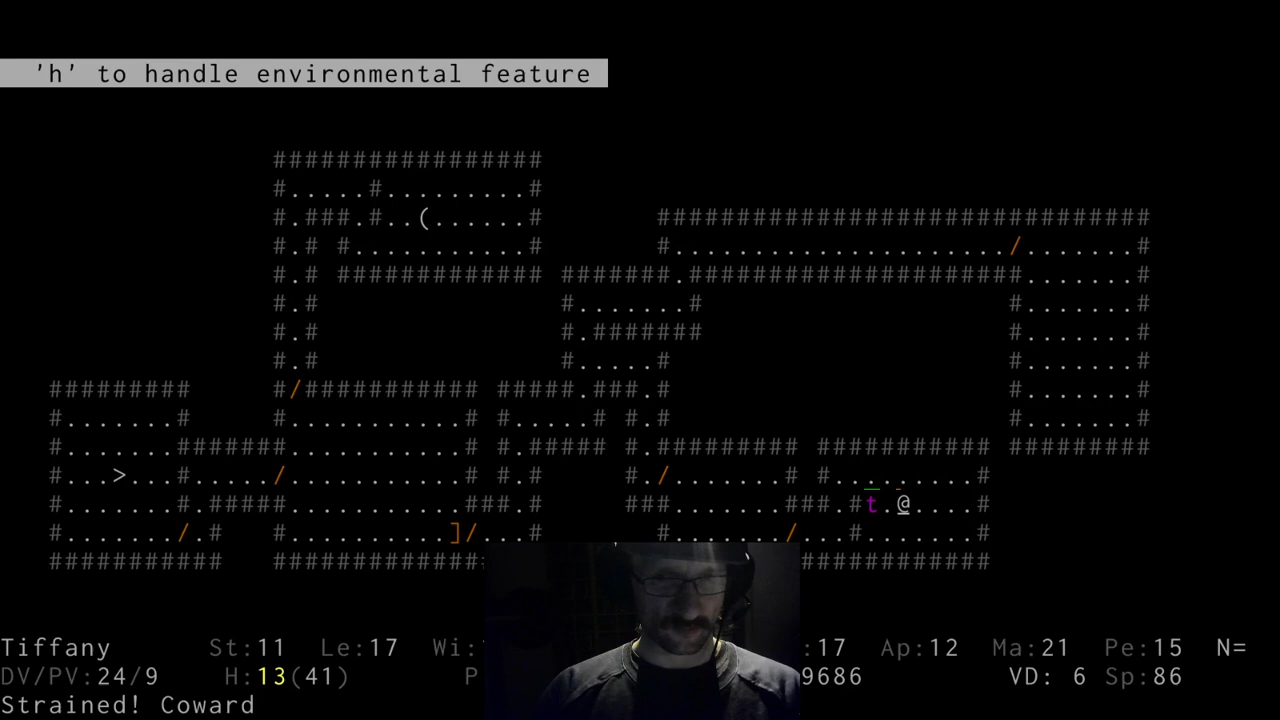 'h' to handle environmental feature
#################
#.....#.........#
#.###.#..(......# ###############################
#.# #...........# #.....................​/.......#
#.# ############# #######.#####################.......#
#.# #.......# #.......#
#.# #.####### #.......#
#.# #....# #.......#
######### #/########### #####.###.# #.......#
#.......# #...........# #.....# #.# #.......#
#.......#######...........# #.##### #.######### ########### #########
#...>...#...../...........# #.# #./.......# #.._._....#
#.......# #####...........###.# ###.......###.#t.@....#
#......./.# #..........]/...# #......./...#.......#
########### ############# ###########
Tiffany St:11 Le:17 Wi: :17 Ap:12 Ma:21 Pe:15 N=
DV/PV:24/9 H:13(41) P 9686 VD: 6 Sp:86
Strained! Coward